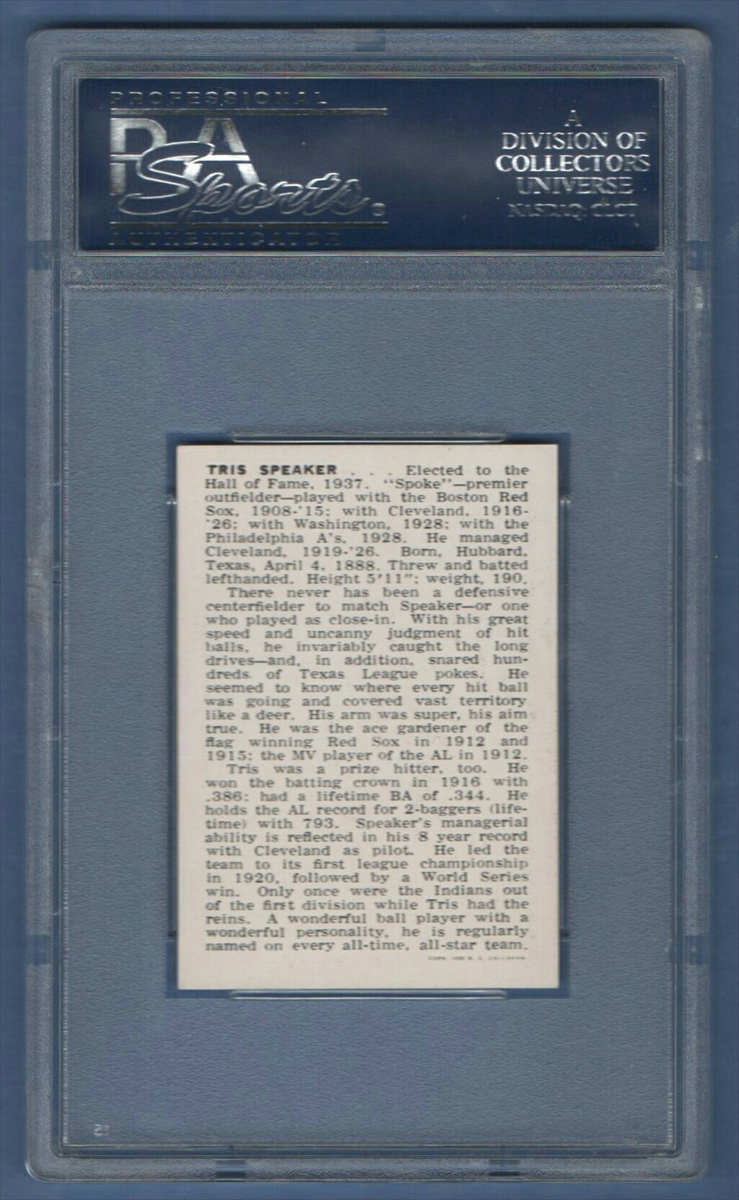 PROFESSIONAL
PSA
Sports
AUTHENTICATOR
A
DIVISION OF
COLLECTORS
UNIVERSE
NASDAQ: CLCT
TRIS SPEAKER . . . Elected to the
Hall of Fame, 1937. "Spoke"—premier
outfielder—played with the Boston Red
Sox, 1908-'15; with Cleveland, 1916-
'26; with Washington, 1928; with the
Philadelphia A's, 1928. He managed
Cleveland, 1919-'26. Born, Hubbard,
Texas, April 4, 1888. Threw and batted
lefthanded. Height 5'11"; weight, 190.
There never has been a defensive
centerfielder to match Speaker—or one
who played as close-in. With his great
speed and uncanny judgment of hit
balls, he invariably caught the long
drives—and, in addition, snared hun-
dreds of Texas League pokes. He
seemed to know where every hit ball
was going and covered vast territory
like a deer. His arm was super, his aim
true. He was the ace gardener of the
flag winning Red Sox in 1912 and
1915; the MV player of the AL in 1912.
Tris was a prize hitter, too. He
won the batting crown in 1916 with
.386; had a lifetime BA of .344. He
holds the AL record for 2-baggers (life-
time) with 793. Speaker's managerial
ability is reflected in his 8 year record
with Cleveland as pilot. He led the
team to its first league championship
in 1920, followed by a World Series
win. Only once were the Indians out
of the first division while Tris had the
reins. A wonderful ball player with a
wonderful personality, he is regularly
named on every all-time, all-star team.